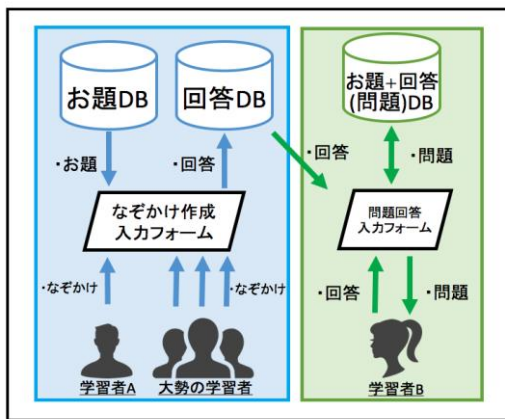 お題DB
回答DB
お題+回答
(問題)DB
・お題
・回答
・回答
・問題
なぞかけ作成
入力フォーム
問題回答
入力フォーム
・なぞかけ
・なぞかけ
・回答
・問題
学習者A
大勢の学習者
学習者B